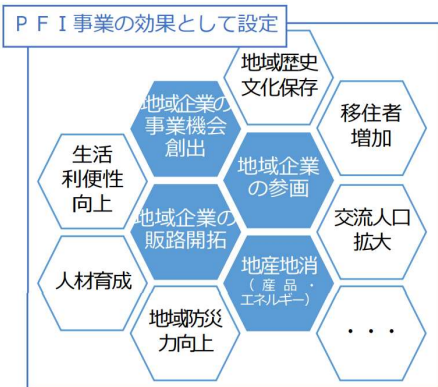 PFI事業の効果として設定
地域歴史
文化保存
地域企業の
事業機会
創出
移住者
増加
生活
利便性
向上
地域企業
の参画
地域企業の
販路開拓
交流人口
拡大
人材育成
地産地消
(産品・
エネルギー)
地域防災
力向上
・・・